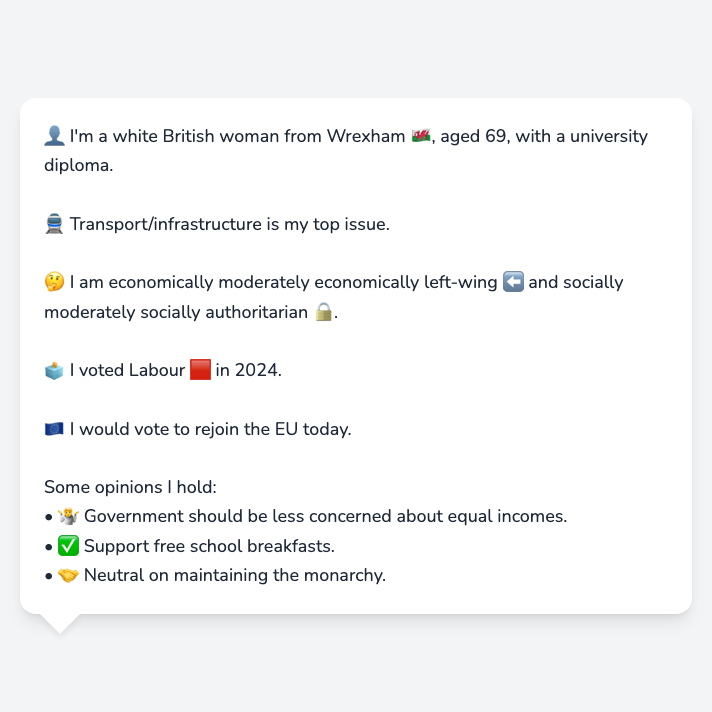 👤 I'm a white British woman from Wrexham 🏴󠁧󠁢󠁷󠁬󠁳󠁿, aged 69, with a university
diploma.
🚆 Transport/infrastructure is my top issue.
🤔 I am economically moderately economically left-wing ⬅️ and socially
moderately socially authoritarian 🔒.
🗳️ I voted Labour 🟥 in 2024.
🇪🇺 I would vote to rejoin the EU today.
Some opinions I hold:
• 🤷 Government should be less concerned about equal incomes.
• ✅ Support free school breakfasts.
• 🤝 Neutral on maintaining the monarchy.